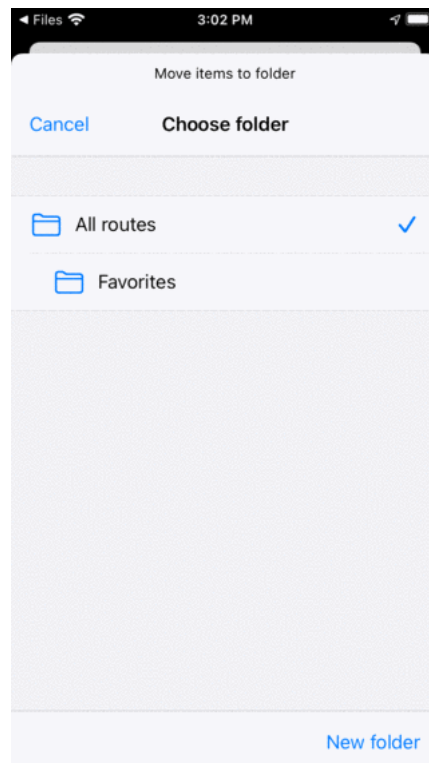 ◀ Files 3:02 PM
Move items to folder
Cancel Choose folder
All routes
Favorites
New folder